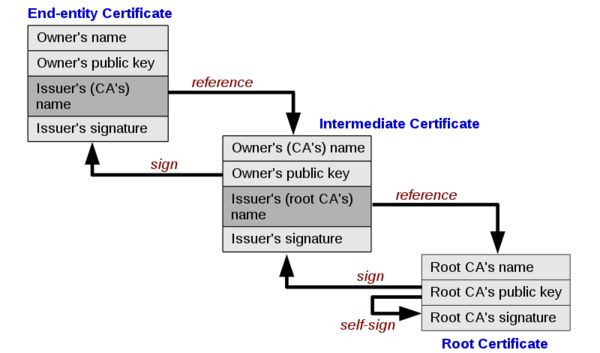 End-entity Certificate
Owner's name
Owner's public key
Issuer's (CA's)
name
Issuer's signature
reference
sign
Intermediate Certificate
Owner's (CA's) name
Owner's public key
Issuer's (root CA's)
name
Issuer's signature
reference
sign
Root CA's name
Root CA's public key
Root CA's signature
self-sign
Root Certificate